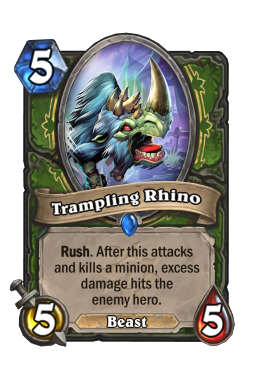 5
Trampling Rhino
Rush. After this attacks
and kills a minion, excess
damage hits the
enemy hero.
5
Beast
5